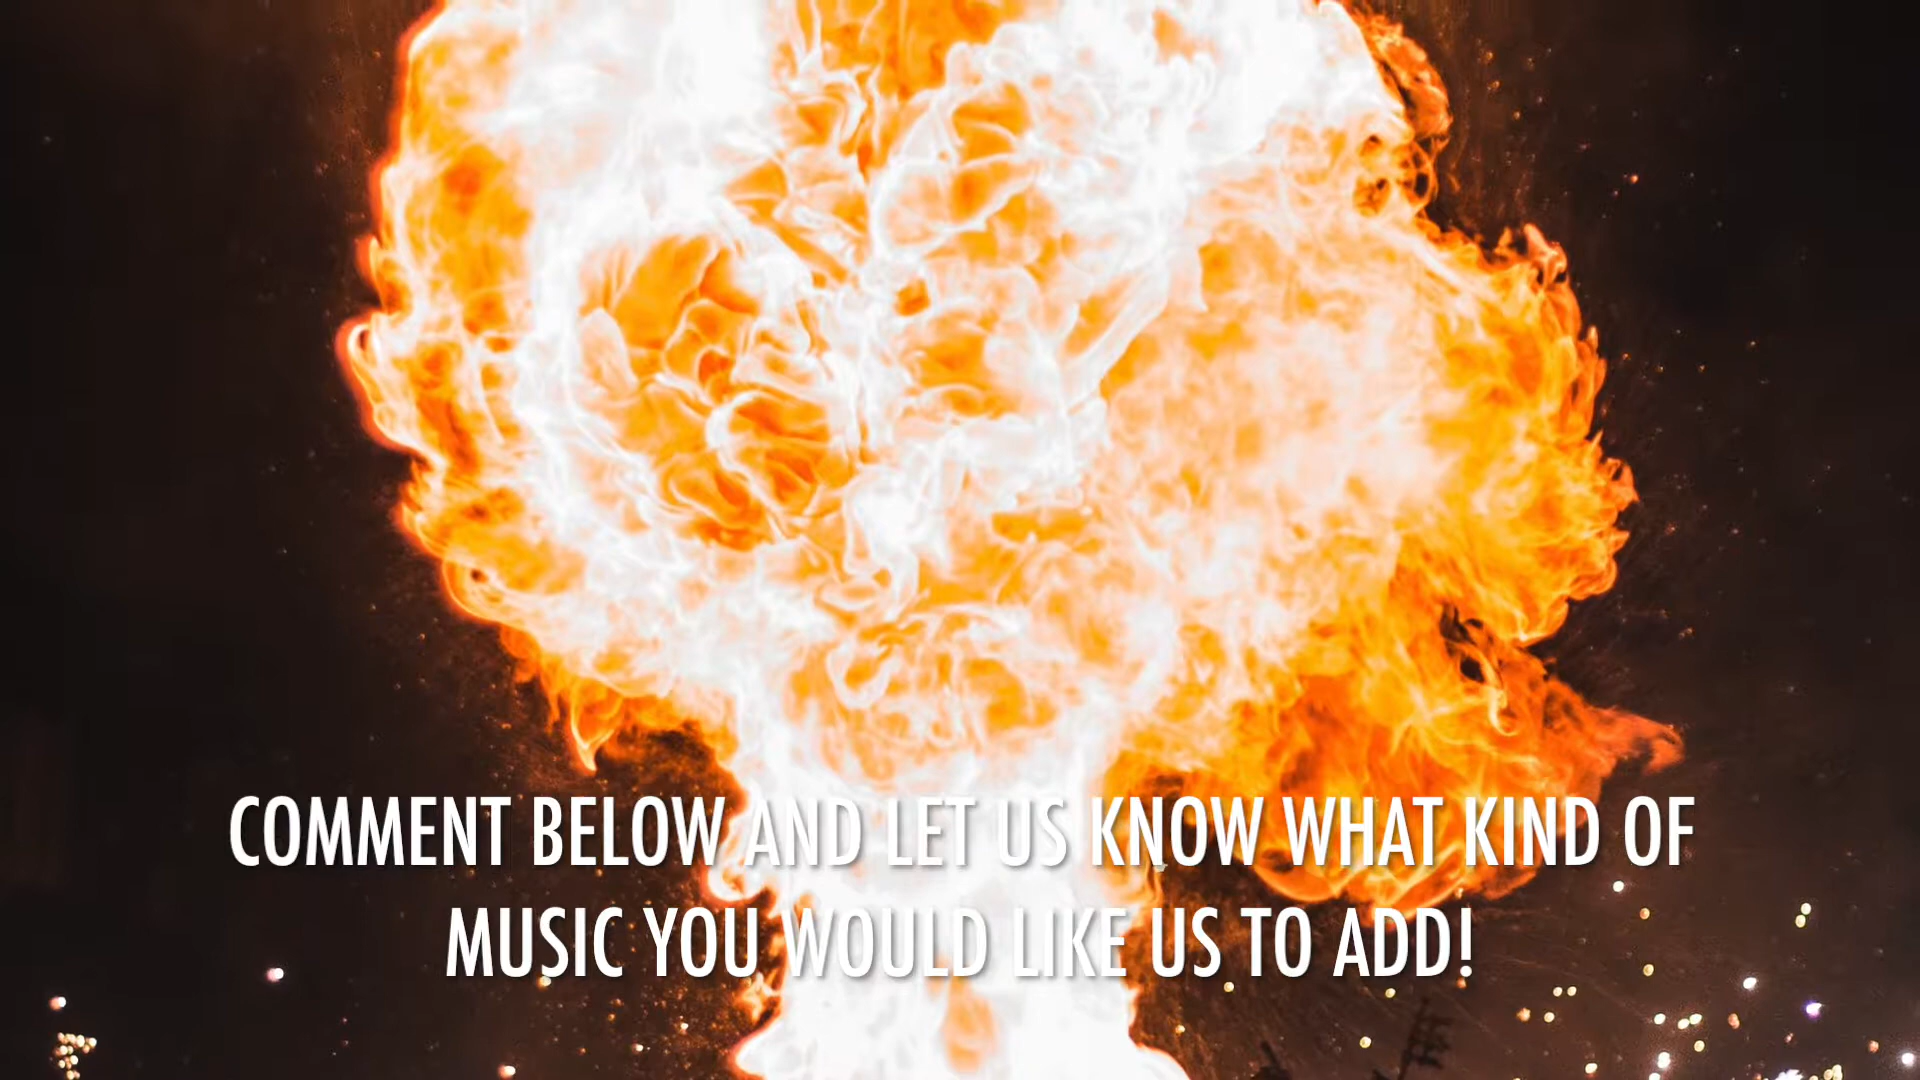 COMMENT BELOW AND LET US KNOW WHAT KIND OF
MUSIC YOU WOULD LIKE US TO ADD!